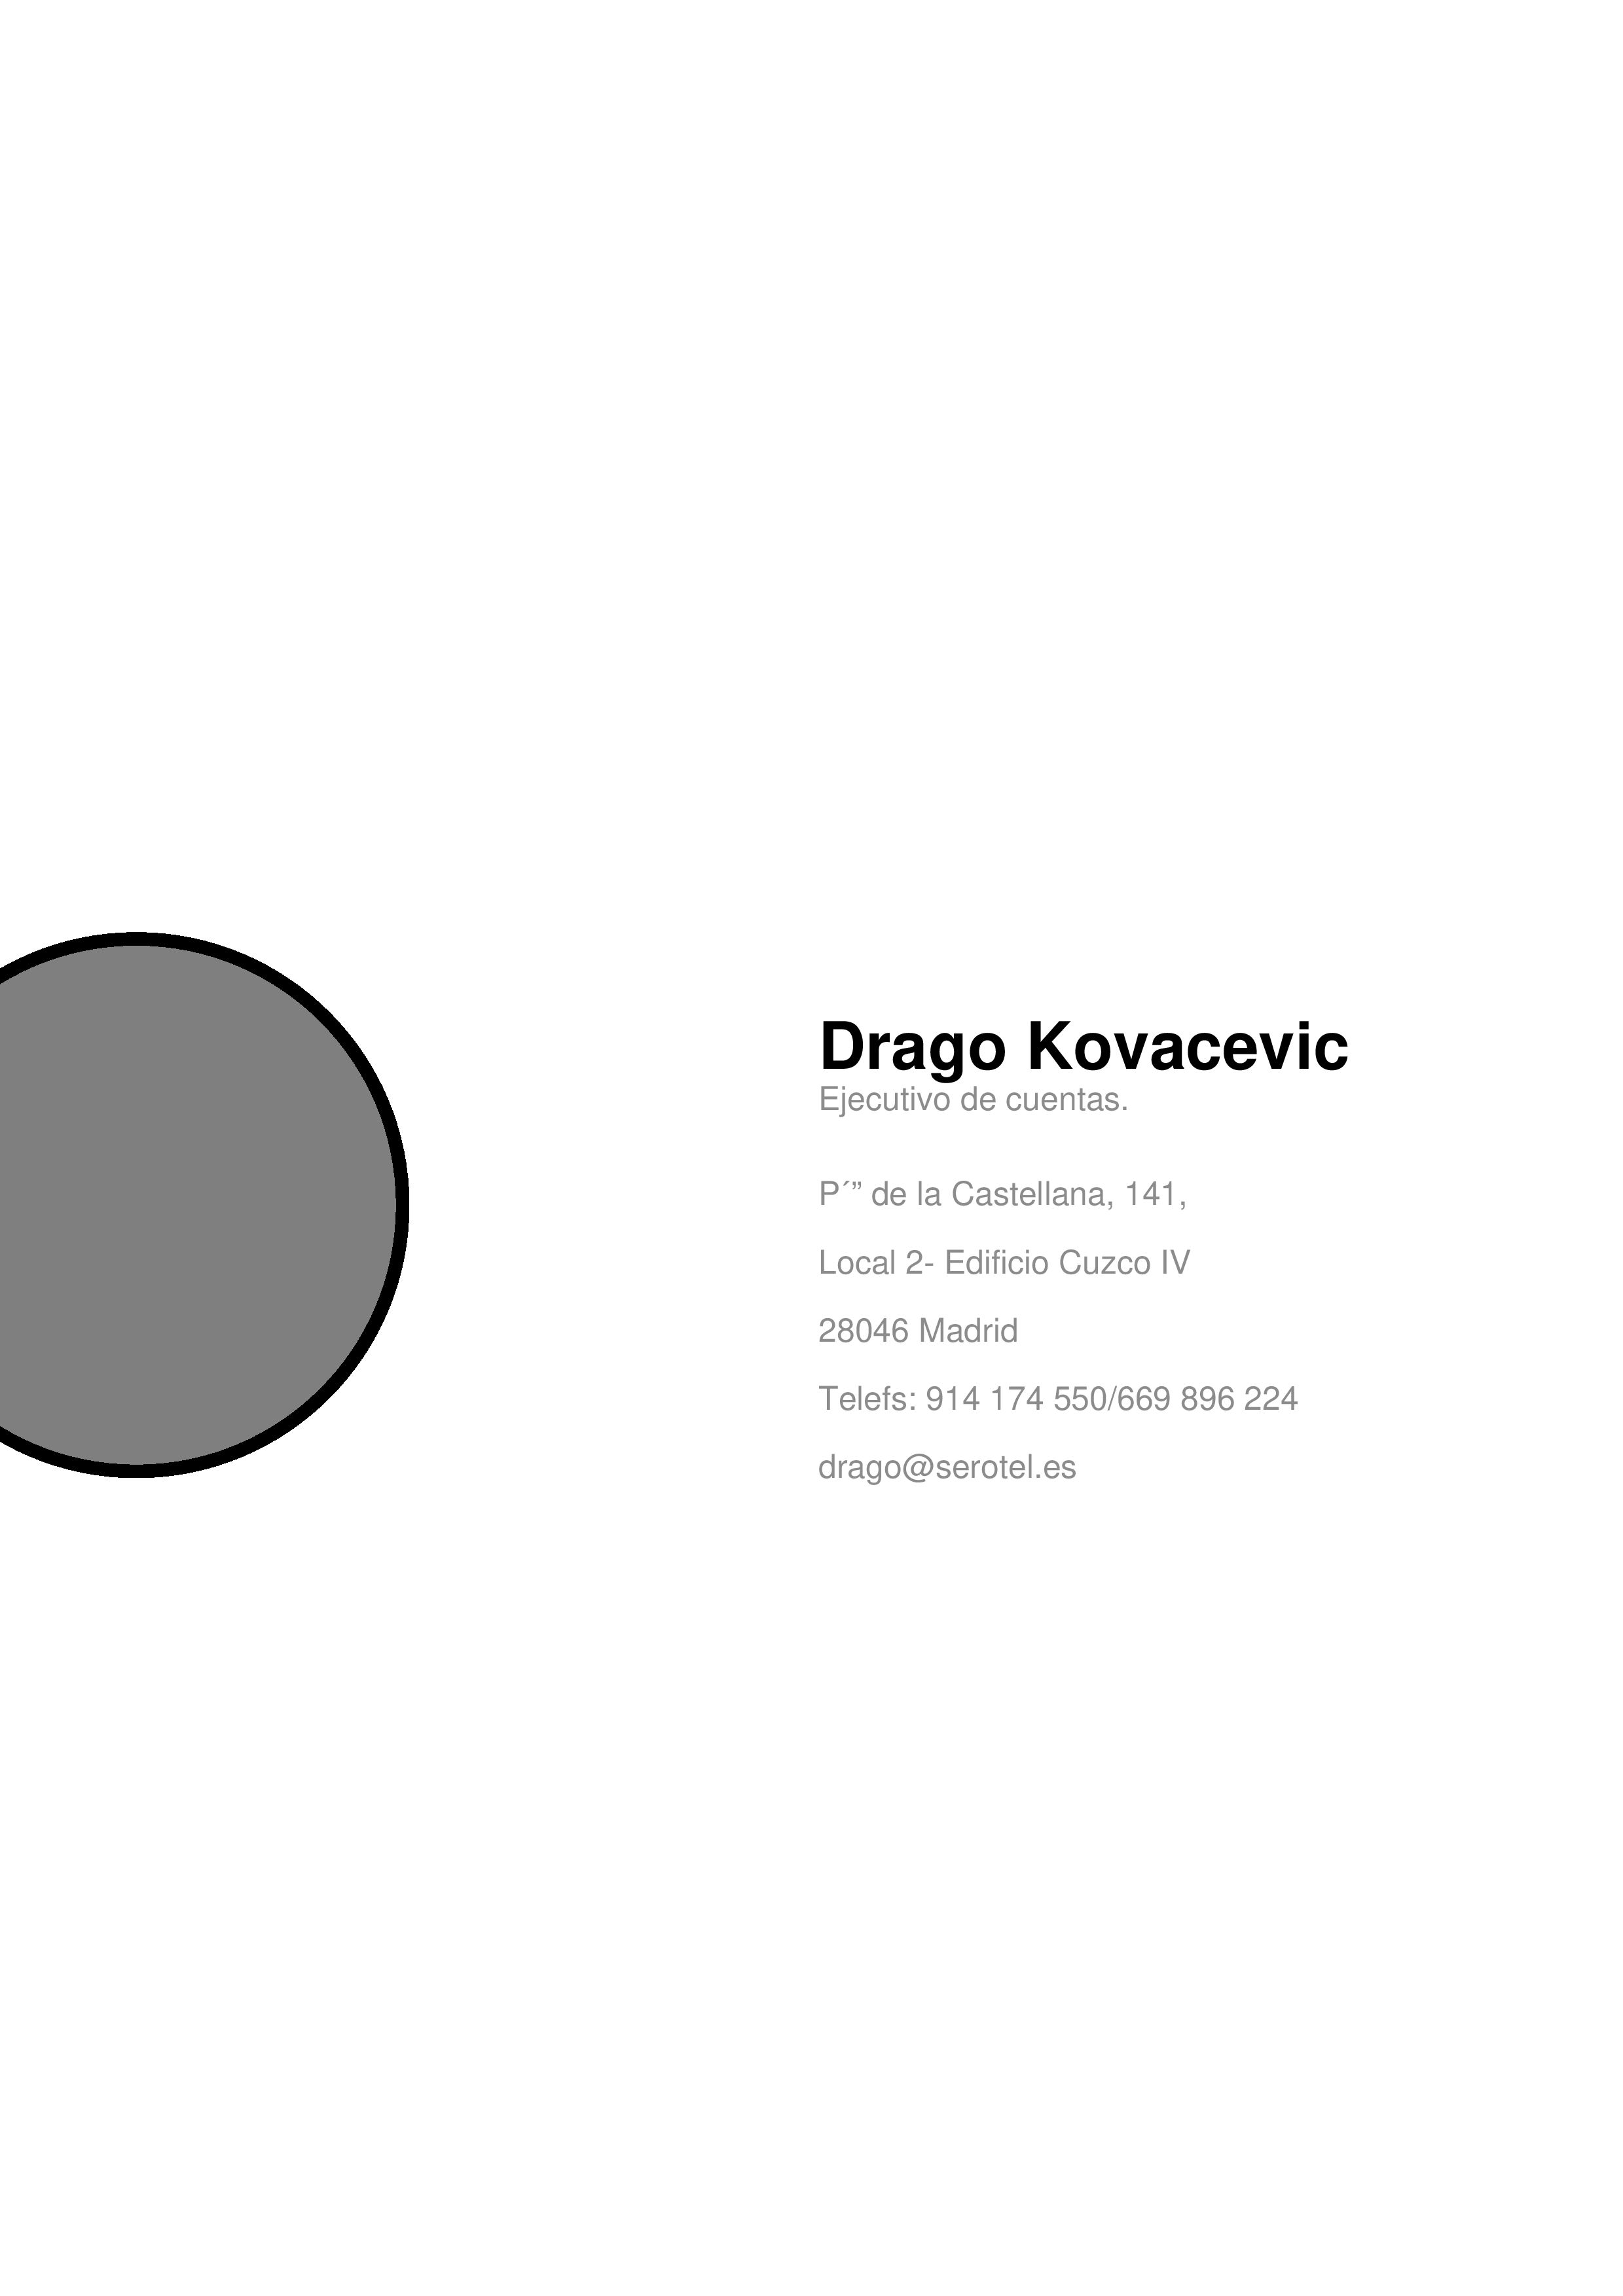 Drago Kovacevic
Ejecutivo de cuentas.
P´” de la Castellana, 141,
Local 2- Edificio Cuzco IV
28046 Madrid
Telefs: 914 174 550/669 896 224
drago@serotel.es